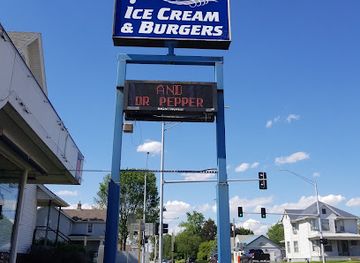 ICE CREAM
& BURGERS
AND
DR PEPPER